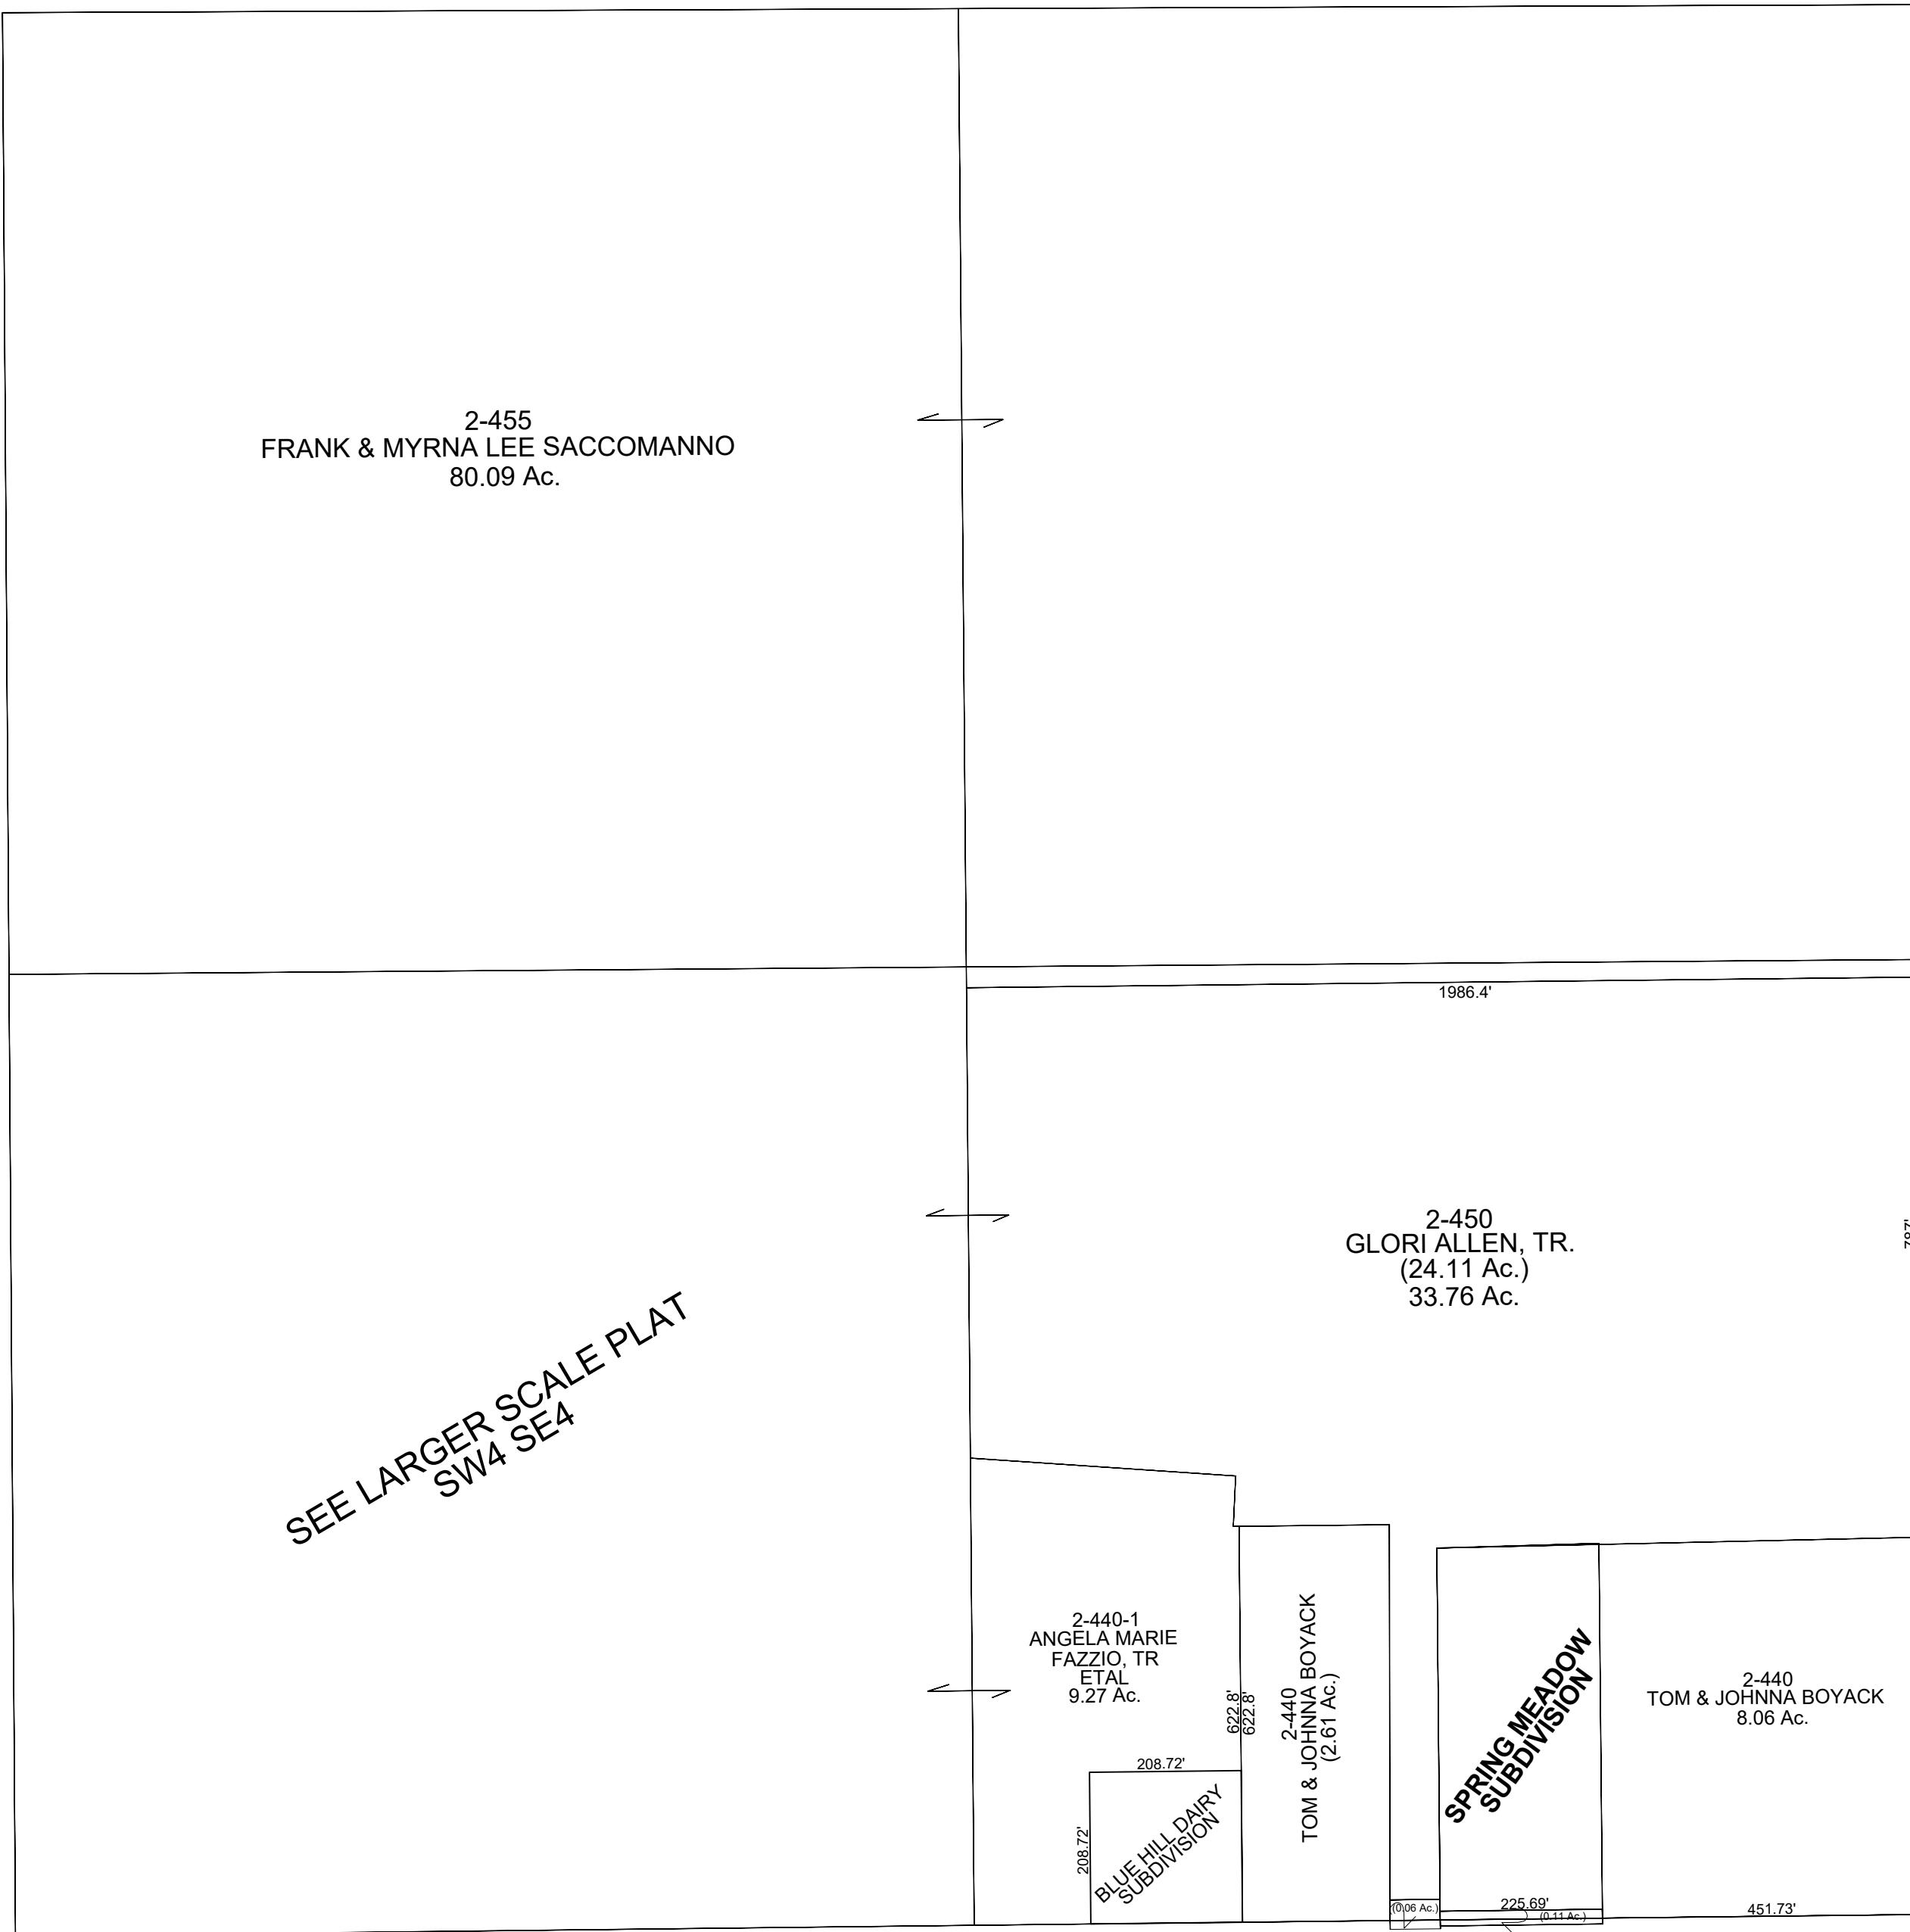 2-455
FRANK & MYRNA LEE SACCOMANNO
80.09 Ac.
1986.4'
2-450
GLORI ALLEN, TR.
(24.11 Ac.)
33.76 Ac.
787'
SEE LARGER SCALE PLAT
SW4 SE4
2-440-1
ANGELA MARIE
FAZZIO, TR
ETAL
9.27 Ac.
622.8'
622.8'
2-440
TOM & JOHNNA BOYACK
(2.61 Ac.)
SPRING MEADOW
SUBDIVISION
2-440
TOM & JOHNNA BOYACK
8.06 Ac.
208.72'
208.72'
BLUE HILL DAIRY
SUBDIVISION
(0.06 Ac.)
225.69'
(0.11 Ac.)
451.73'